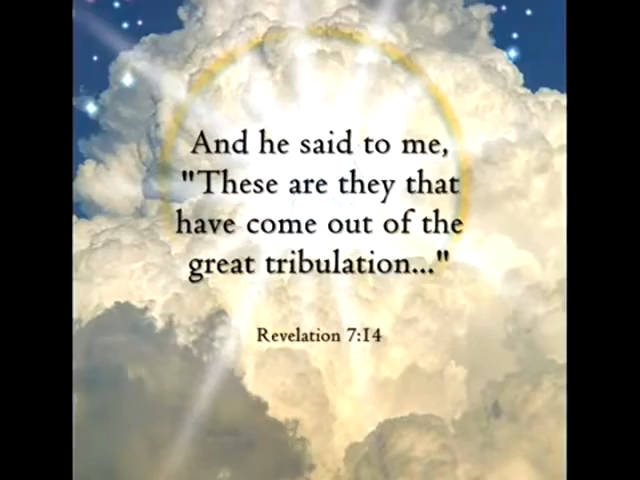 And he said to me,
"These are they that
have come out of the
great tribulation..."
Revelation 7:14